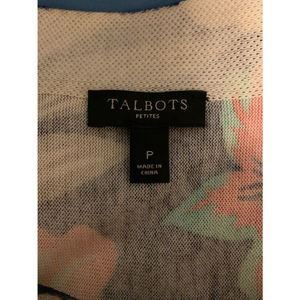 TALBOTS
PETITES
P
MADE IN
CHINA